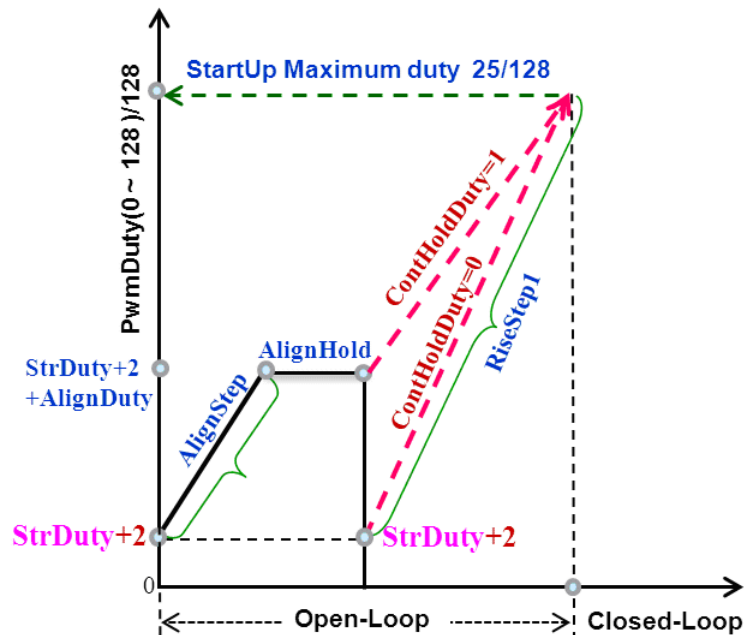 StartUp Maximum duty 25/128
PwmDuty(0 ~ 128 )/128
ContHoldDuty=1
ContHoldDuty=0
RiseStep1
StrDuty+2
+AlignDuty
AlignHold
AlignStep
StrDuty+2
StrDuty+2
0
Open-Loop
Closed-Loop